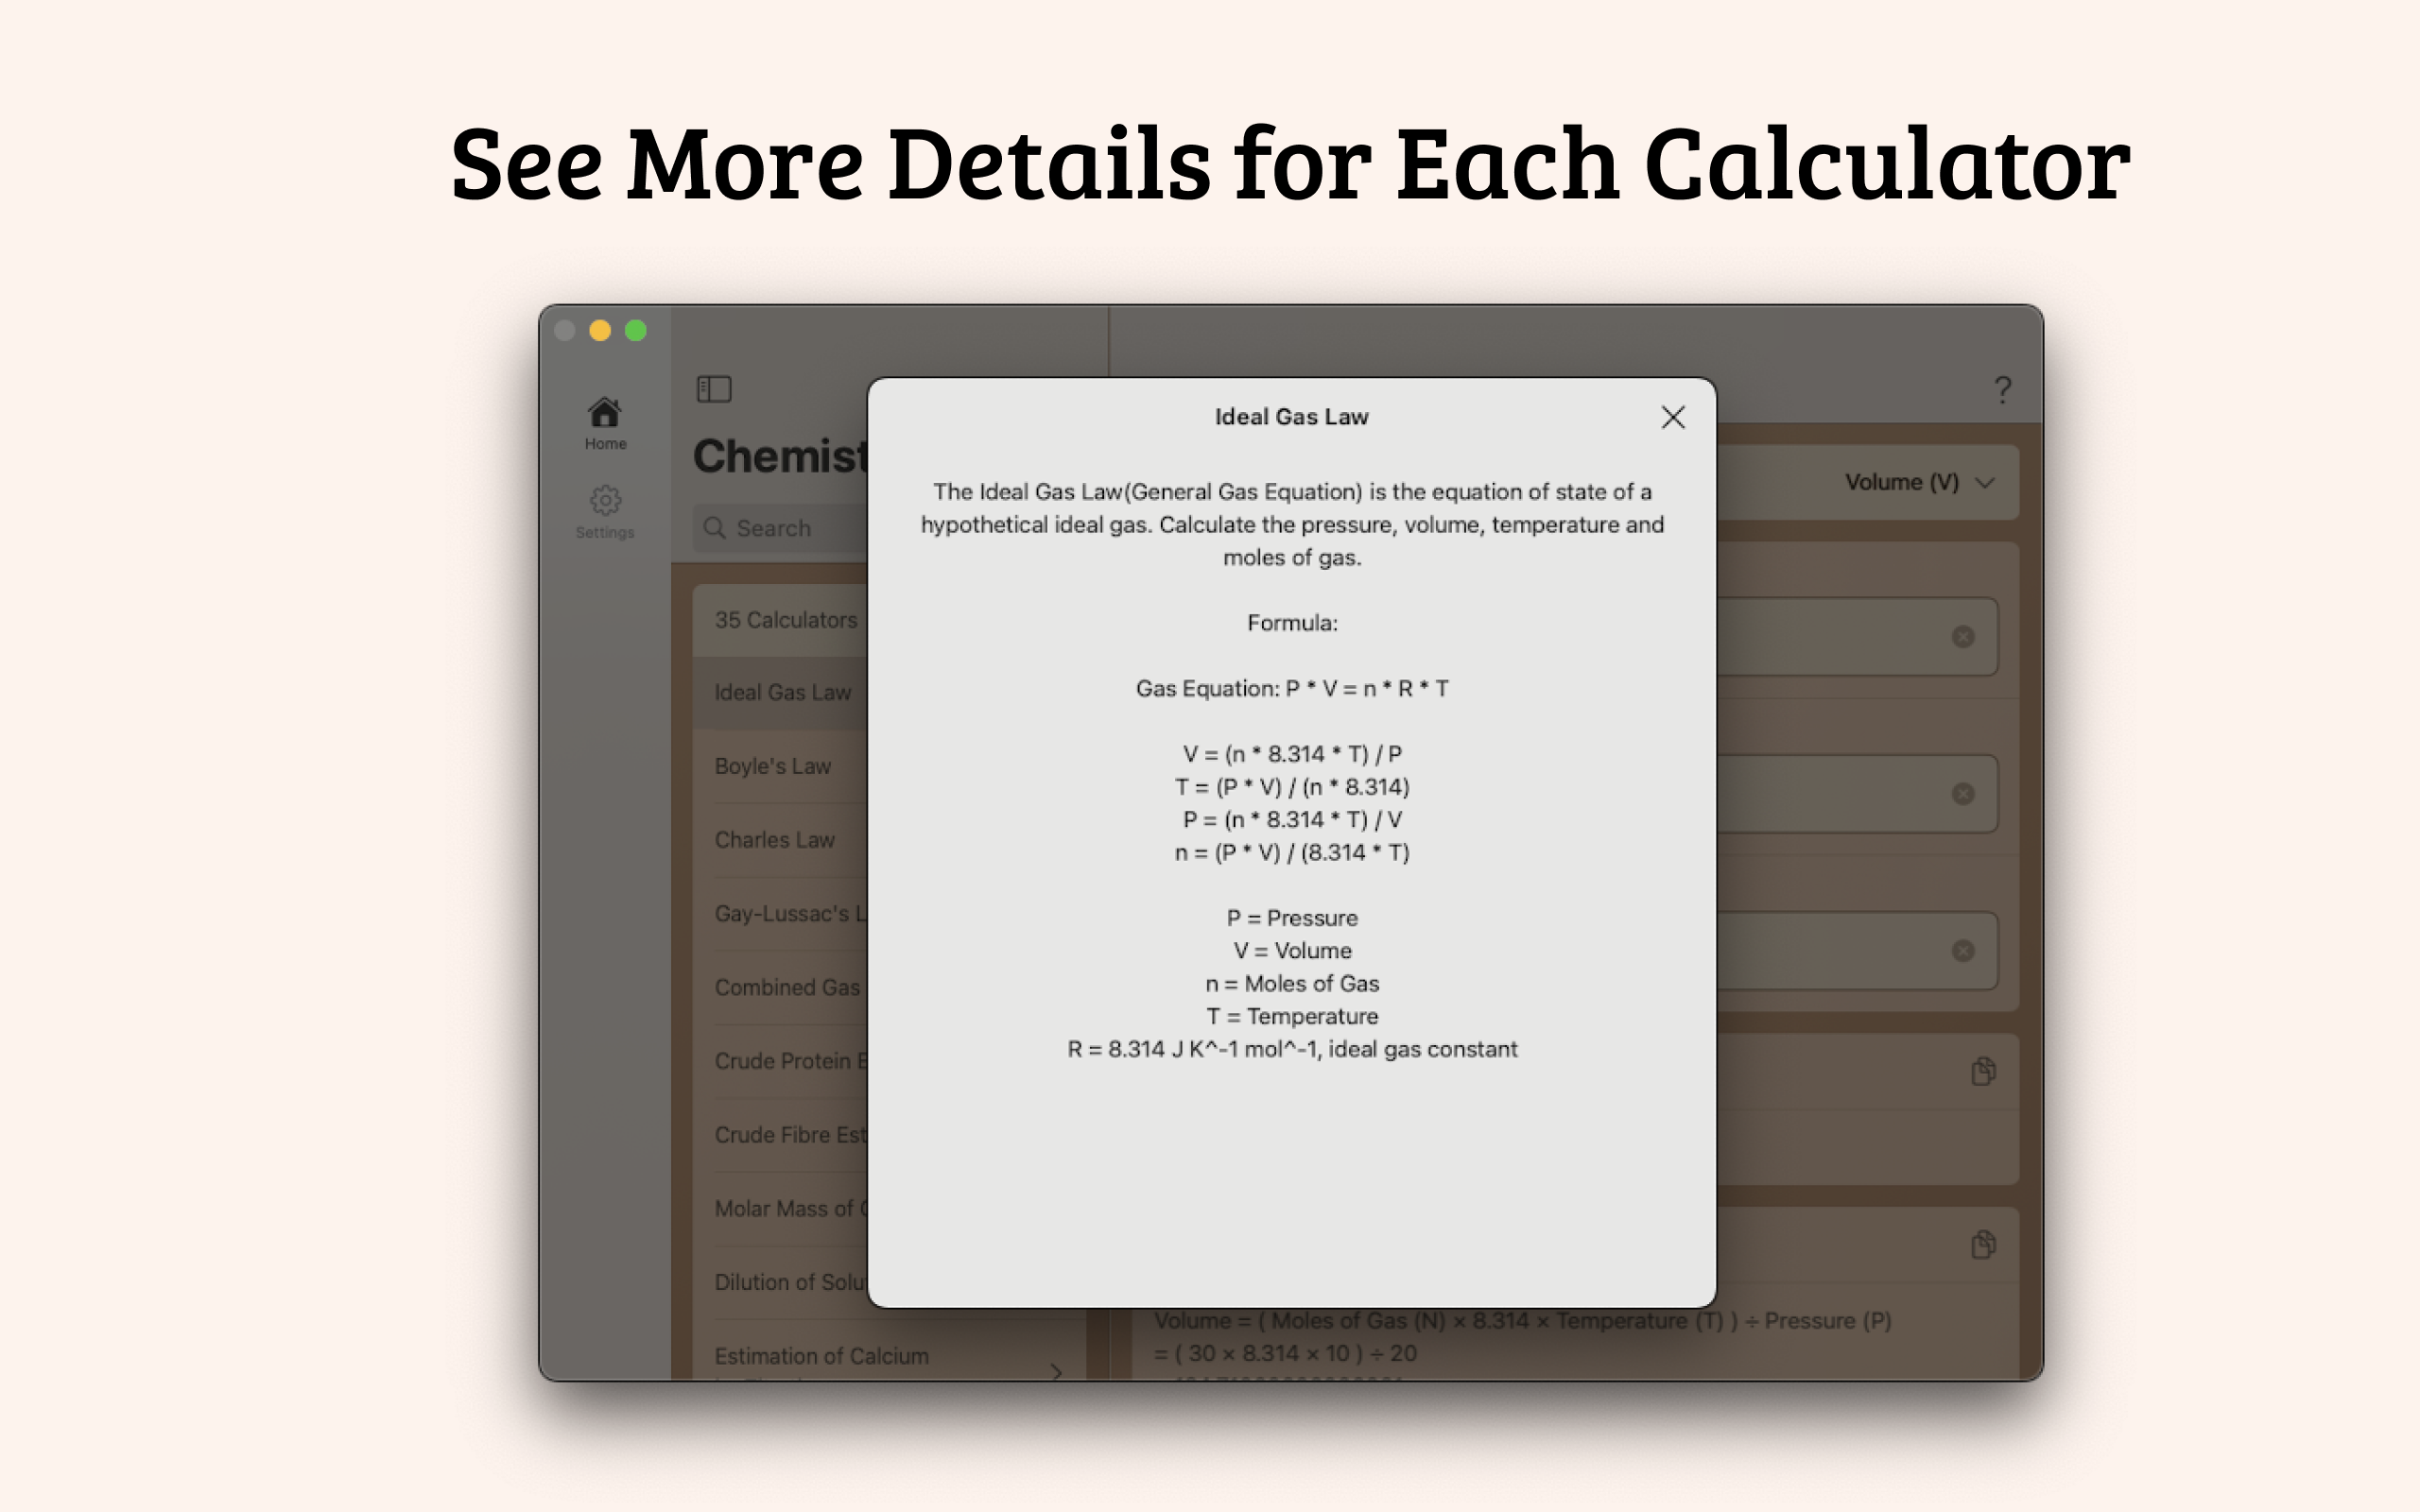 See More Details for Each Calculator
Home
Settings
Chemist
Search
35 Calculators
Ideal Gas Law
Boyle's Law
Charles Law
Gay-Lussac's L
Combined Gas
Crude Protein
Crude Fibre Est
Molar Mass of
Dilution of Solu
Estimation of Calcium
Ideal Gas Law
The Ideal Gas Law(General Gas Equation) is the equation of state of a
hypothetical ideal gas. Calculate the pressure, volume, temperature and
moles of gas.
Formula:
Gas Equation: P * V = n * R * T
V = (n * 8.314 * T) / P
T = (P * V) / (n * 8.314)
P = (n * 8.314 * T) / V
n = (P * V) / (8.314 * T)
P = Pressure
V = Volume
n = Moles of Gas
T = Temperature
R = 8.314 J K^-1 mol^-1, ideal gas constant
?
Volume (V)
Volume = ( Moles of Gas (N) × 8.314 × Temperature (T) ) ÷ Pressure (P)
= ( 30 × 8.314 × 10 ) ÷ 20